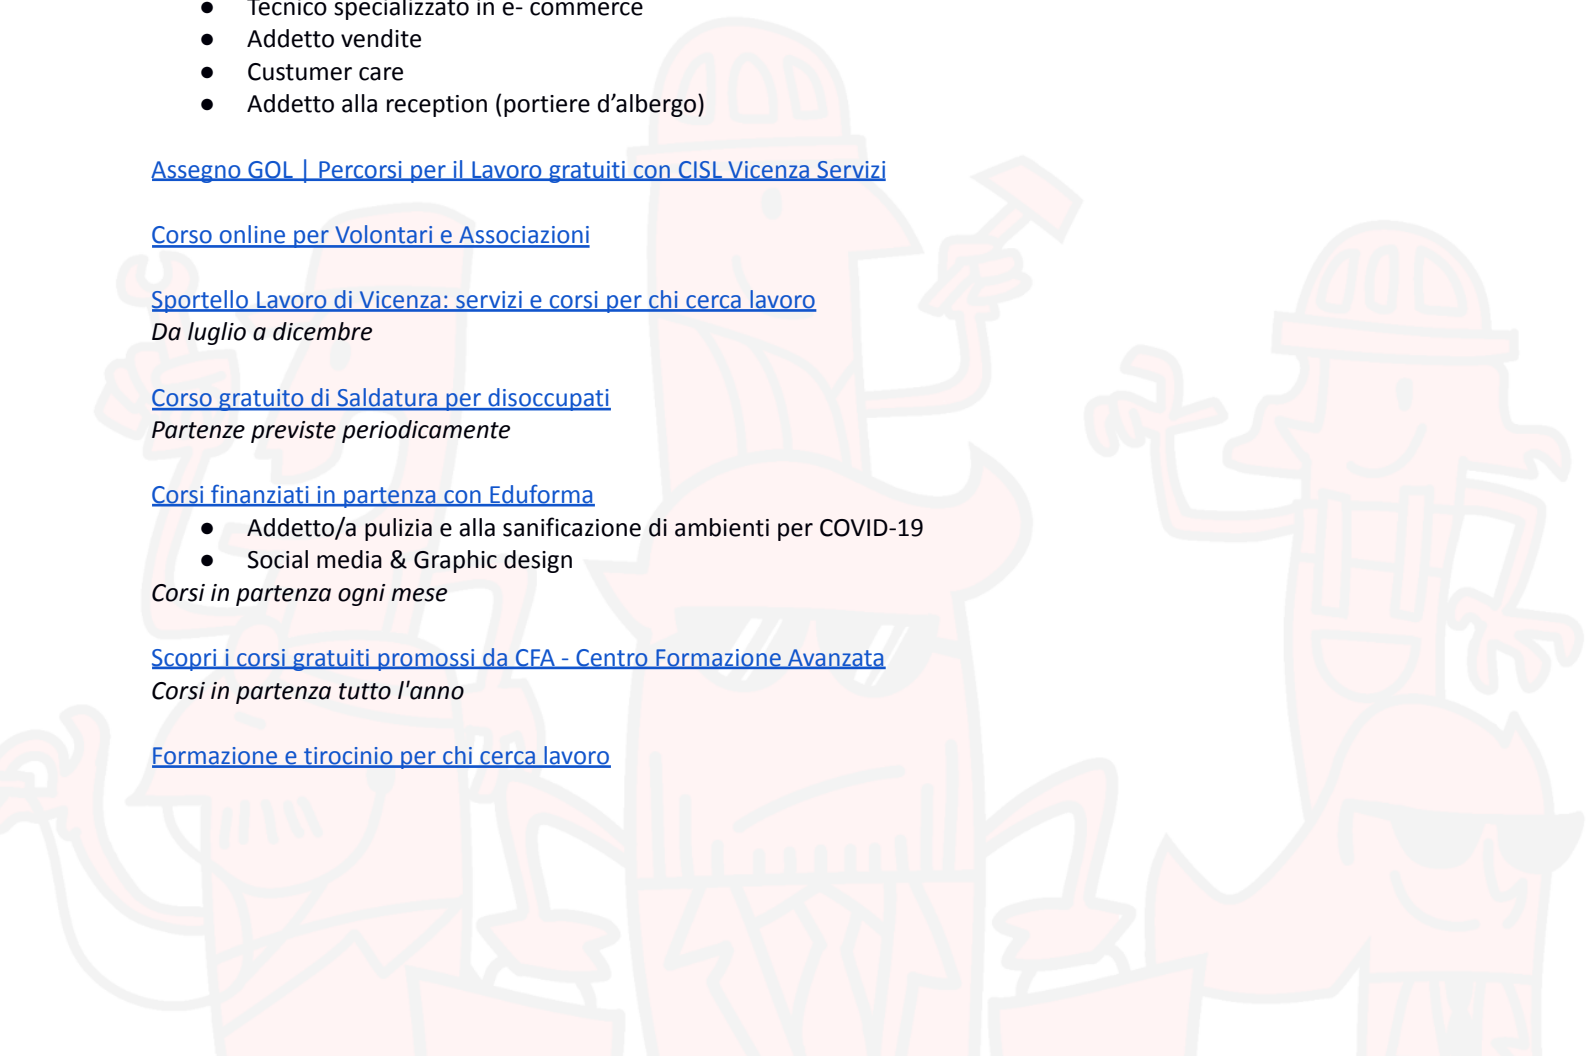 ● Tecnico specializzato in e- commerce
● Addetto vendite
● Custumer care
● Addetto alla reception (portiere d’albergo)
Assegno GOL | Percorsi per il Lavoro gratuiti con CISL Vicenza Servizi
Corso online per Volontari e Associazioni
Sportello Lavoro di Vicenza: servizi e corsi per chi cerca lavoro
Da luglio a dicembre
Corso gratuito di Saldatura per disoccupati
Partenze previste periodicamente
Corsi finanziati in partenza con Eduforma
● Addetto/a pulizia e alla sanificazione di ambienti per COVID-19
● Social media & Graphic design
Corsi in partenza ogni mese
Scopri i corsi gratuiti promossi da CFA - Centro Formazione Avanzata
Corsi in partenza tutto l'anno
Formazione e tirocinio per chi cerca lavoro